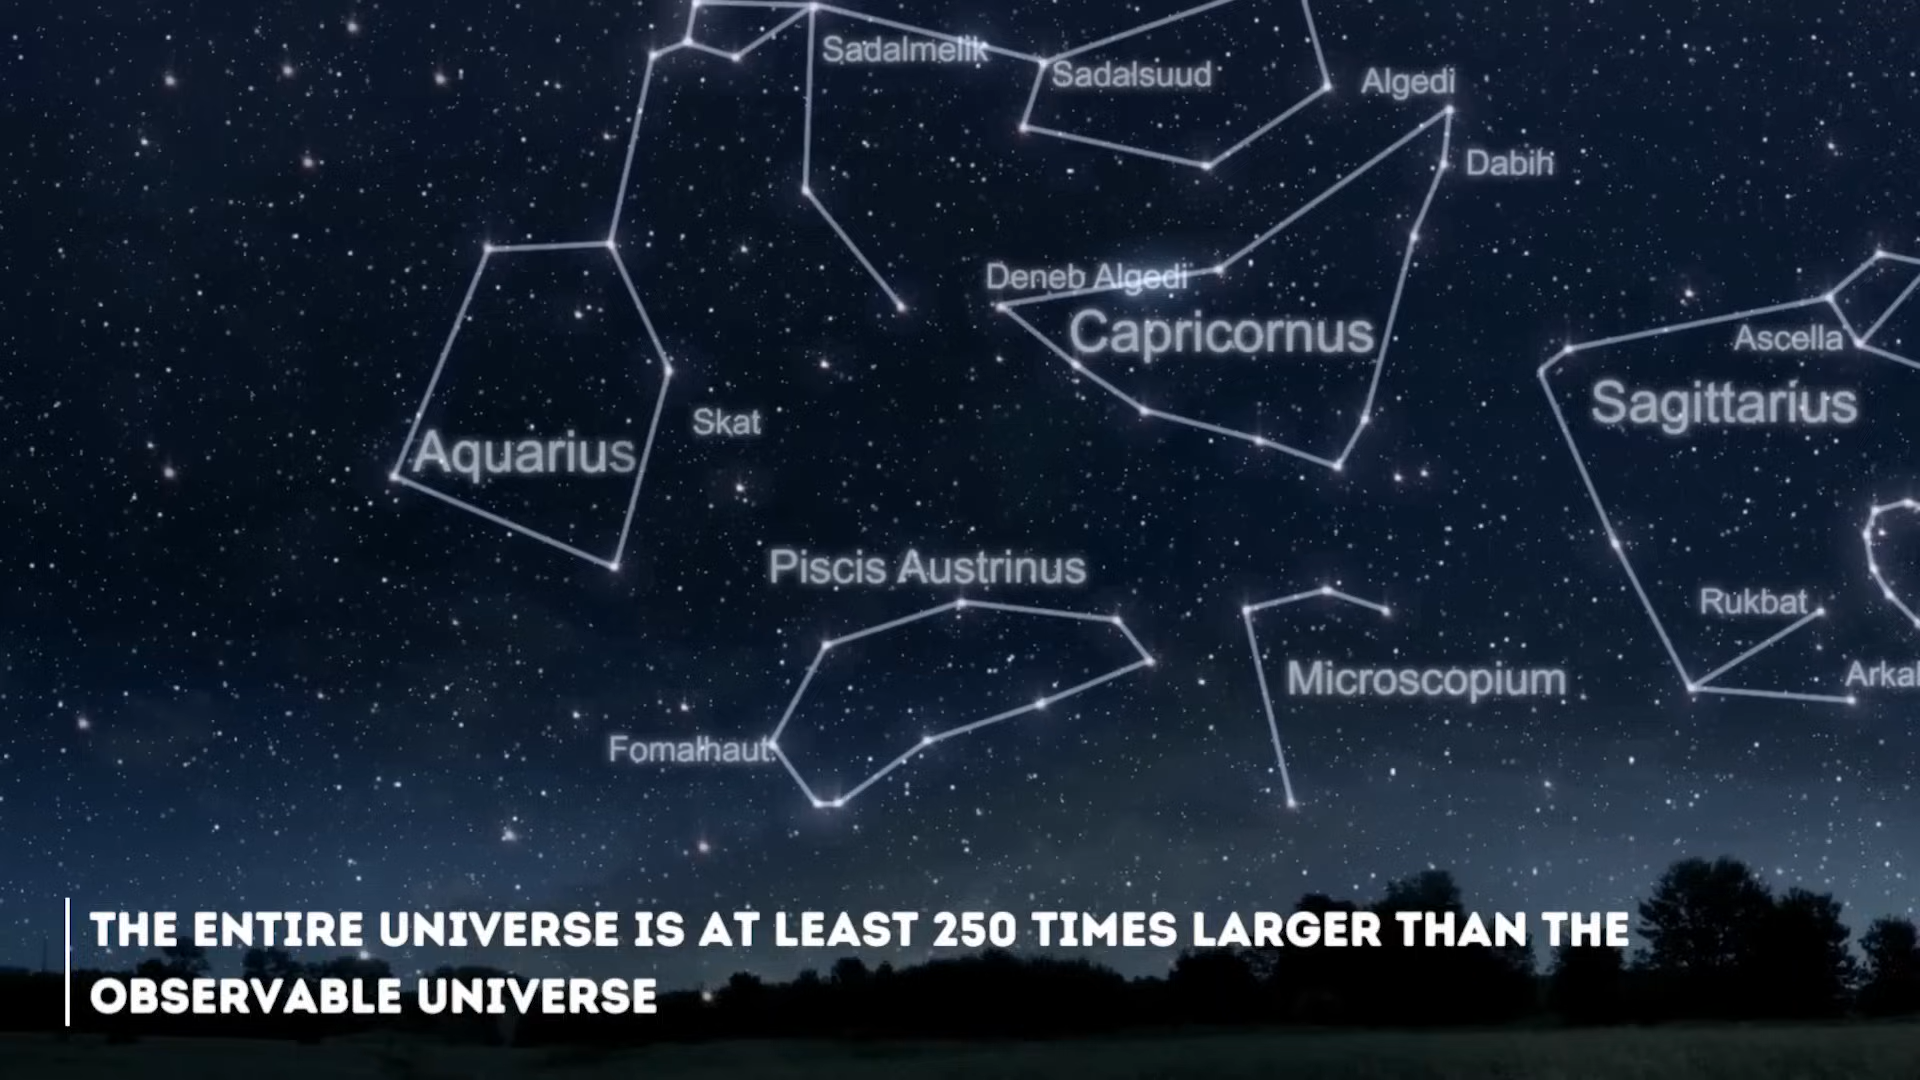 Sadalmelik
Sadalsuud
Algedi
Dabih
Deneb Algedi
Capricornus
Ascella
Sagittarius
Skat
Aquarius
Piscis Austrinus
Rukbat
Microscopium
Arkal
Fomalhaut
THE ENTIRE UNIVERSE IS AT LEAST 250 TIMES LARGER THAN THE
OBSERVABLE UNIVERSE